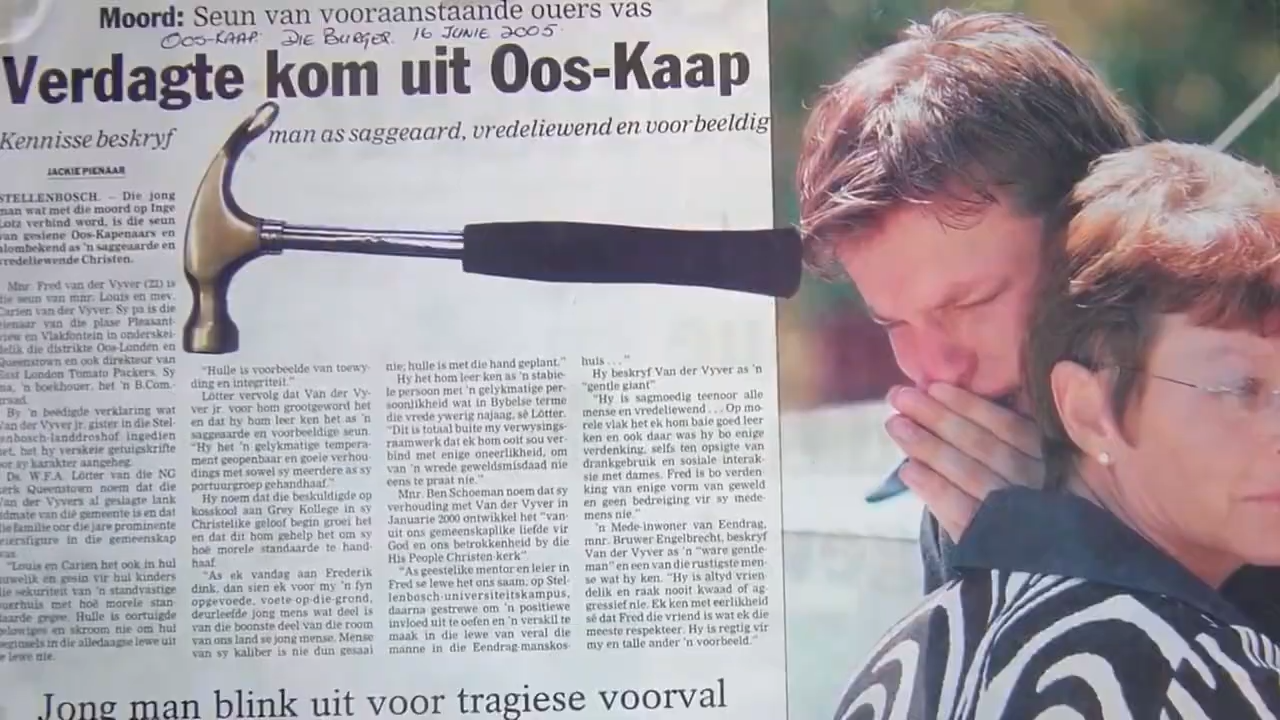 Moord: Seun van vooraanstaande ouers vas
OOS-KAAP. DIE BURGER. 16 JUNIE 2005.
Verdagte kom uit Oos-Kaap
Kennisse beskryf man as saggeaard, vredeliewend en voorbeeldig
JACKIE PIENAAR
STELLENBOSCH. – Die jong
man wat met die moord op Inge
Lotz verbind word, is die seun
van gesiene Oos-Kapenaars en
alombekend as 'n saggeaarde en
vredeliewende Christen.
Mnr. Fred van der Vyver (22) is
die seun van mnr. Louis en mev.
Carien van der Vyver. Sy pa is die
eienaar van die plase Pleasant-
view en Vlakfontein in onderskei-
delik die distrikte Oos-Londen en
Queenstown en ook direkteur van
East London Tomato Packers. Sy
ma, 'n boekhouer, het 'n B.Com.-
graad.
By 'n beëdigde verklaring wat
Van der Vyver jr. gister in die Stel-
lenbosch-landdroshof ingedien
het, het hy verskeie getuigskrifte
oor sy karakter aangeheg.
Ds. W.F.A. Lötter van die NG
kerk Queenstown noem dat die
Van der Vyvers al geslagte lank
lidmate van die gemeente is en dat
die familie oor die jare prominente
leiersfigure in die gemeenskap
was.
"Louis en Carien het ook in hul
huwelik en gesin vir hul kinders
die sekuriteit van 'n standvastige
ouerhuis met hoë morele stan-
daarde gegee. Hulle is oortuigde
gelowiges en skroom nie om hul
beginsels in die alledaagse lewe uit
te lewe nie.
"Hulle is voorbeelde van toewy-
ding en integriteit."
Lötter vervolg dat Van der Vy-
ver jr. voor hom grootgeword het
en dat hy hom leer ken het as 'n
saggeaarde en voorbeeldige seun.
"Hy het 'n gelykmatige tempera-
ment geopenbaar en goeie verhou-
dings met sowel sy meerdere as sy
portuurgroep gehandhaaf."
Hy noem dat die beskuldigde op
kosskool aan Grey Kollege in sy
Christelike geloof begin groei het
en dat dit hom gehelp het om sy
hoë morele standaarde te hand-
haaf.
"As ek vandag aan Frederik
dink, dan sien ek voor my 'n fyn
opgevoede, voete-op-die-grond,
deurleefde jong mens wat deel is
van die boonste deel van die room
van ons land se jong mense. Mense
van sy kaliber is nie dun gesaai
nie; hulle is met die hand geplant."
Hy het hom leer ken as 'n stabie-
le persoon met 'n gelykmatige per-
soonlikheid wat in Bybelse terme
die vrede ywerig najaag, sê Lötter.
"Dit is totaal buite my verwysings-
raamwerk dat ek hom ooit sou ver-
bind met enige oneerlikheid, om
van 'n wrede geweldsmisdaad nie
eens te praat nie."
Mnr. Ben Schoeman noem dat sy
verhouding met Van der Vyver in
Januarie 2000 ontwikkel het "van-
uit ons gemeenskaplike liefde vir
God en ons betrokkenheid by die
His People Christen-kerk".
"As geestelike mentor en leier in
Fred se lewe het ons saam, op Stel-
lenbosch-universiteitskampus,
daarna gestrewe om 'n positiewe
invloed uit te oefen en 'n verskil te
maak in die lewe van veral die
manne in die Eendrag-manskos-
huis . . ."
Hy beskryf Van der Vyver as 'n
"gentle giant".
"Hy is sagmoedig teenoor alle
mense en vredeliewend . . . Op mo-
rele vlak het ek hom baie goed leer
ken en ook daar was hy bo enige
verdenking, selfs ten opsigte van
drankgebruik en sosiale interak-
sie met dames. Fred is bo verden-
king van enige vorm van geweld
en geen bedreiging vir sy mede-
mens nie."
'n Mede-inwoner van Eendrag,
mnr. Bruwer Engelbrecht, beskryf
Van der Vyver as 'n "ware gentle-
man" en een van die rustigste men-
se wat hy ken. "Hy is altyd vrien-
delik en raak nooit kwaad of ag-
gressief nie. Ek ken met eerlikheid
sê dat Fred die vriend is wat ek die
meeste respekteer. Hy is regtig vir
my en talle ander 'n voorbeeld."
Jong man blink uit voor tragiese voorval